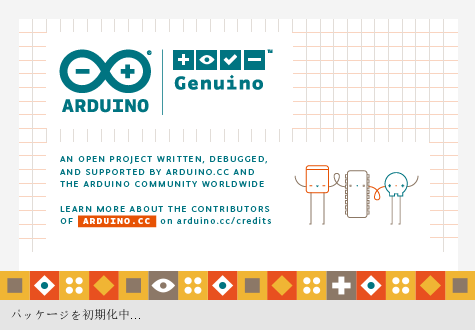 ARDUINO
Genuino™
AN OPEN PROJECT WRITTEN, DEBUGGED,
AND SUPPORTED BY ARDUINO.CC AND
THE ARDUINO COMMUNITY WORLDWIDE
LEARN MORE ABOUT THE CONTRIBUTORS
OF ARDUINO.CC on arduino.cc/credits
パッケージを初期化中...